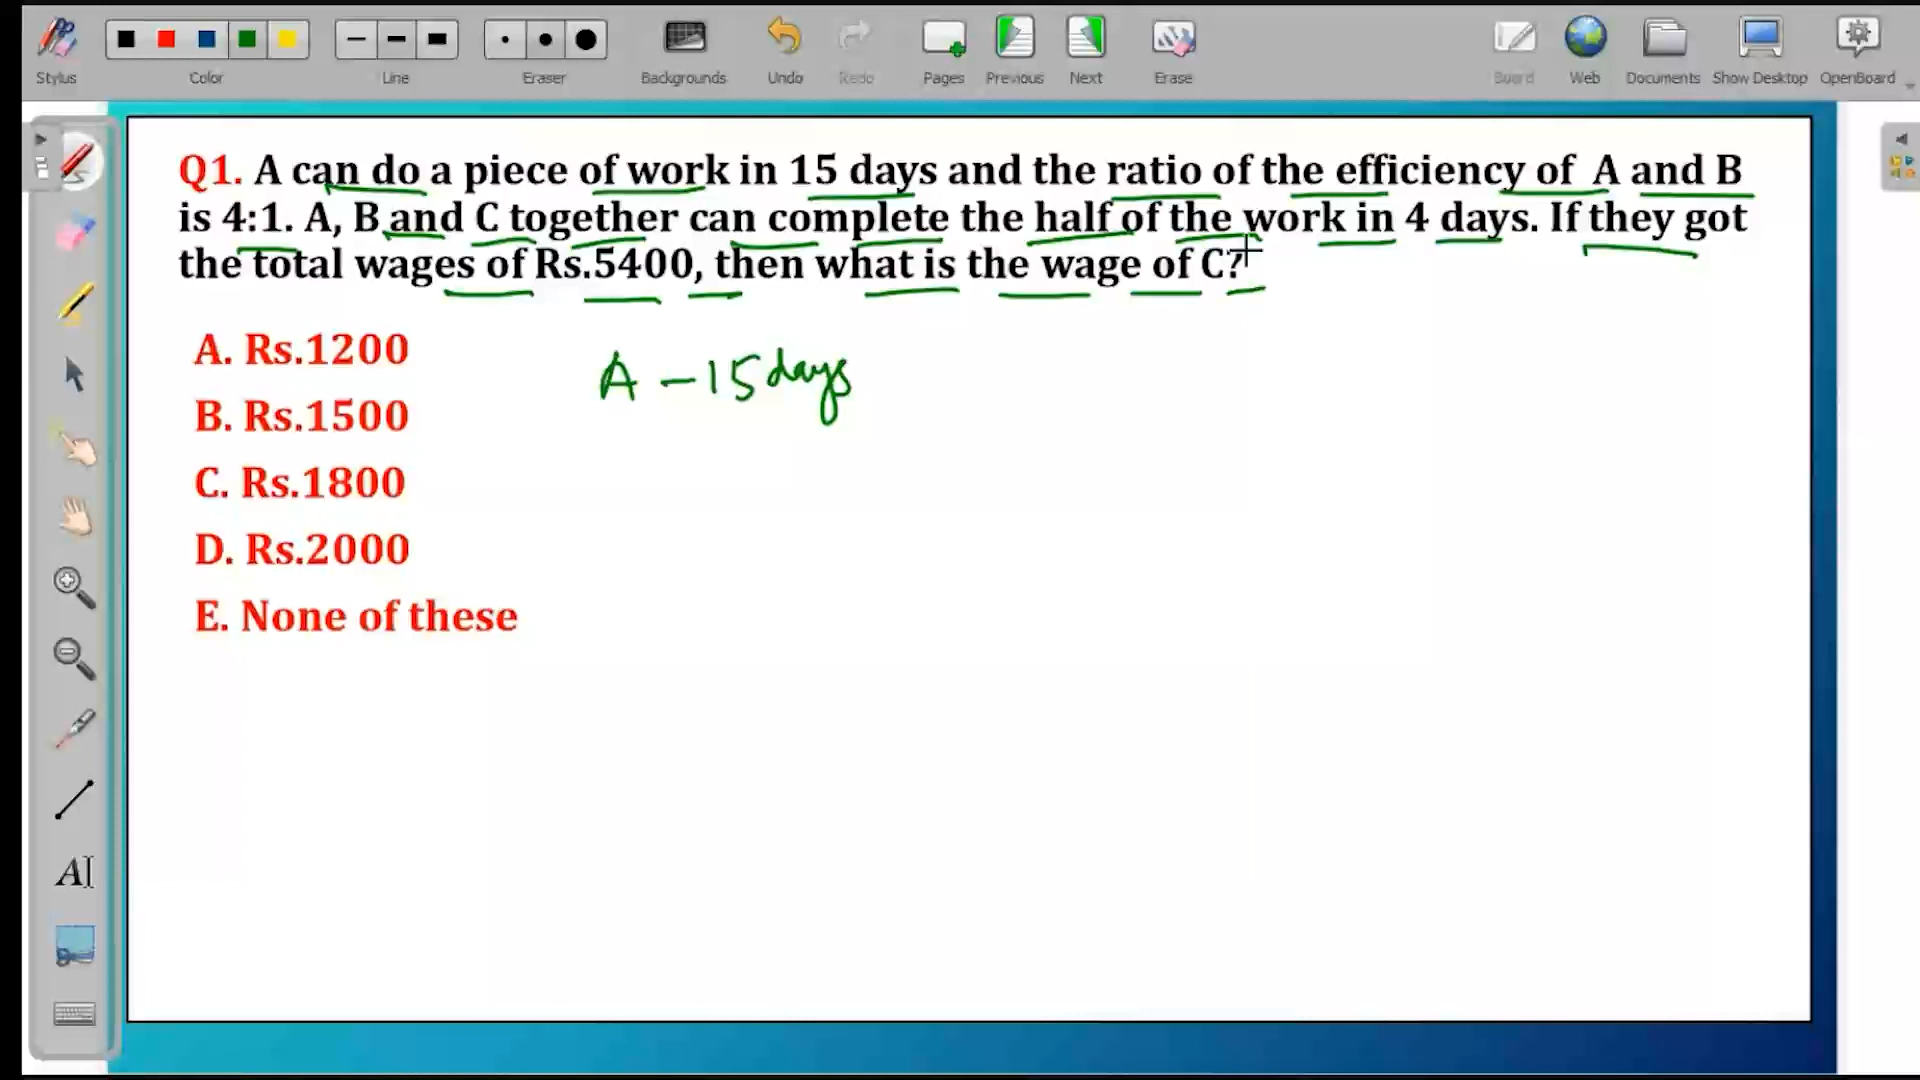 Stylus
Color
Line
Eraser
Backgrounds
Undo
Redo
Pages
Previous
Next
Erase
Board
Web
Documents
Show Desktop
OpenBoard
Q1. A can do a piece of work in 15 days and the ratio of the efficiency of A and B
is 4:1. A, B and C together can complete the half of the work in 4 days. If they got
the total wages of Rs.5400, then what is the wage of C?
A. Rs.1200
B. Rs.1500
C. Rs.1800
D. Rs.2000
E. None of these
A - 15 days
AI